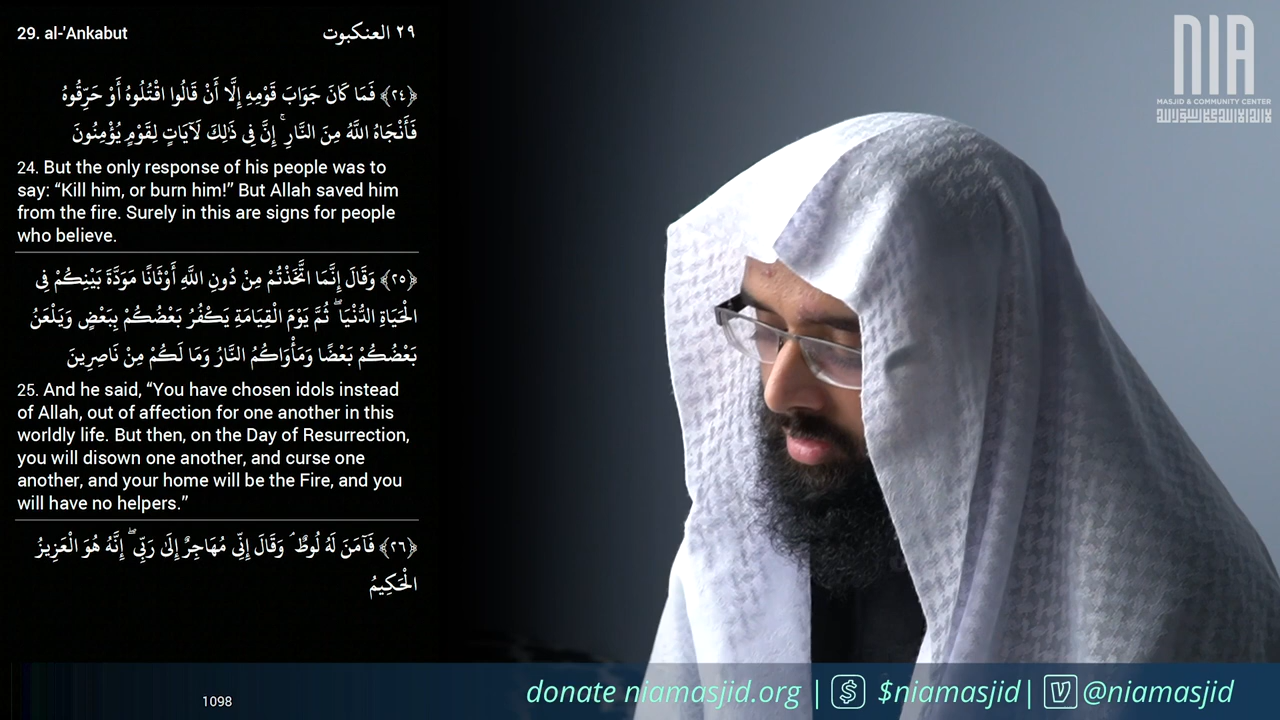 29. al-'Ankabut
٢٩ العنكبوت
﴿٢٤﴾ فَمَا كَانَ جَوَابَ قَوْمِهِ إِلَّا أَنْ قَالُوا اقْتُلُوهُ أَوْ حَرِّقُوهُ
فَأَنْجَاهُ اللَّهُ مِنَ النَّارِ ۚ إِنَّ فِي ذَلِكَ لَآيَاتٍ لِقَوْمٍ يُؤْمِنُونَ
24. But the only response of his people was to
say: “Kill him, or burn him!” But Allah saved him
from the fire. Surely in this are signs for people
who believe.
﴿٢٥﴾ وَقَالَ إِنَّمَا اتَّخَذْتُمْ مِنْ دُونِ اللَّهِ أَوْثَانًا مَوَدَّةَ بَيْنِكُمْ فِي
الْحَيَاةِ الدُّنْيَا ۖ ثُمَّ يَوْمَ الْقِيَامَةِ يَكْفُرُ بَعْضُكُمْ بِبَعْضٍ وَيَلْعَنُ
بَعْضُكُمْ بَعْضًا وَمَأْوَاكُمُ النَّارُ وَمَا لَكُمْ مِنْ نَاصِرِينَ
25. And he said, “You have chosen idols instead
of Allah, out of affection for one another in this
worldly life. But then, on the Day of Resurrection,
you will disown one another, and curse one
another, and your home will be the Fire, and you
will have no helpers.”
﴿٢٦﴾ فَآمَنَ لَهُ لُوطٌ ۘ وَقَالَ إِنِّي مُهَاجِرٌ إِلَىٰ رَبِّي ۖ إِنَّهُ هُوَ الْعَزِيزُ
الْحَكِيمُ
NIA
MASJID & COMMUNITY CENTER
1098
donate niamasjid.org | $ $niamasjid | V @niamasjid